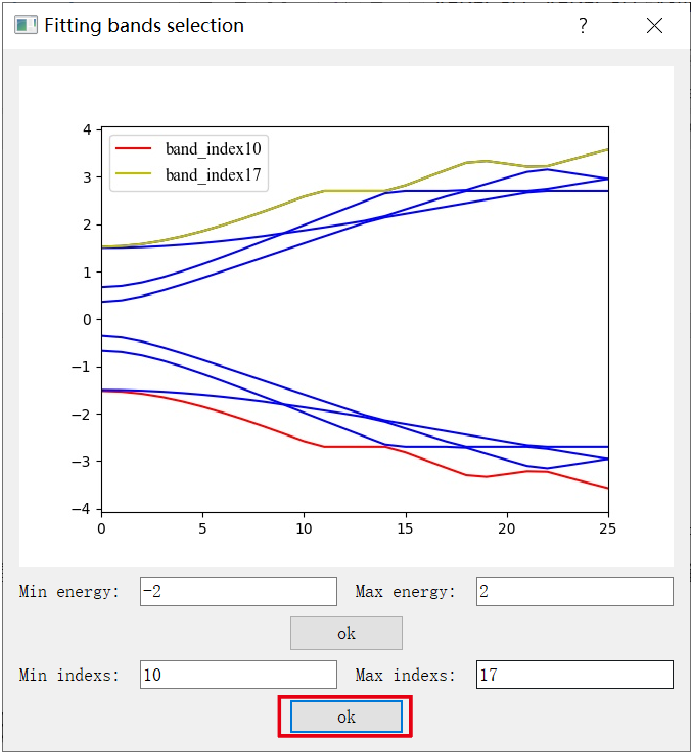 Fitting bands selection ?
4
band_index10
3
band_index17
2
1
0
−1
−2
−3
−4
0 5 10 15 20 25
Min energy: -2 Max energy: 2
ok
Min indexs: 10 Max indexs: 17
ok